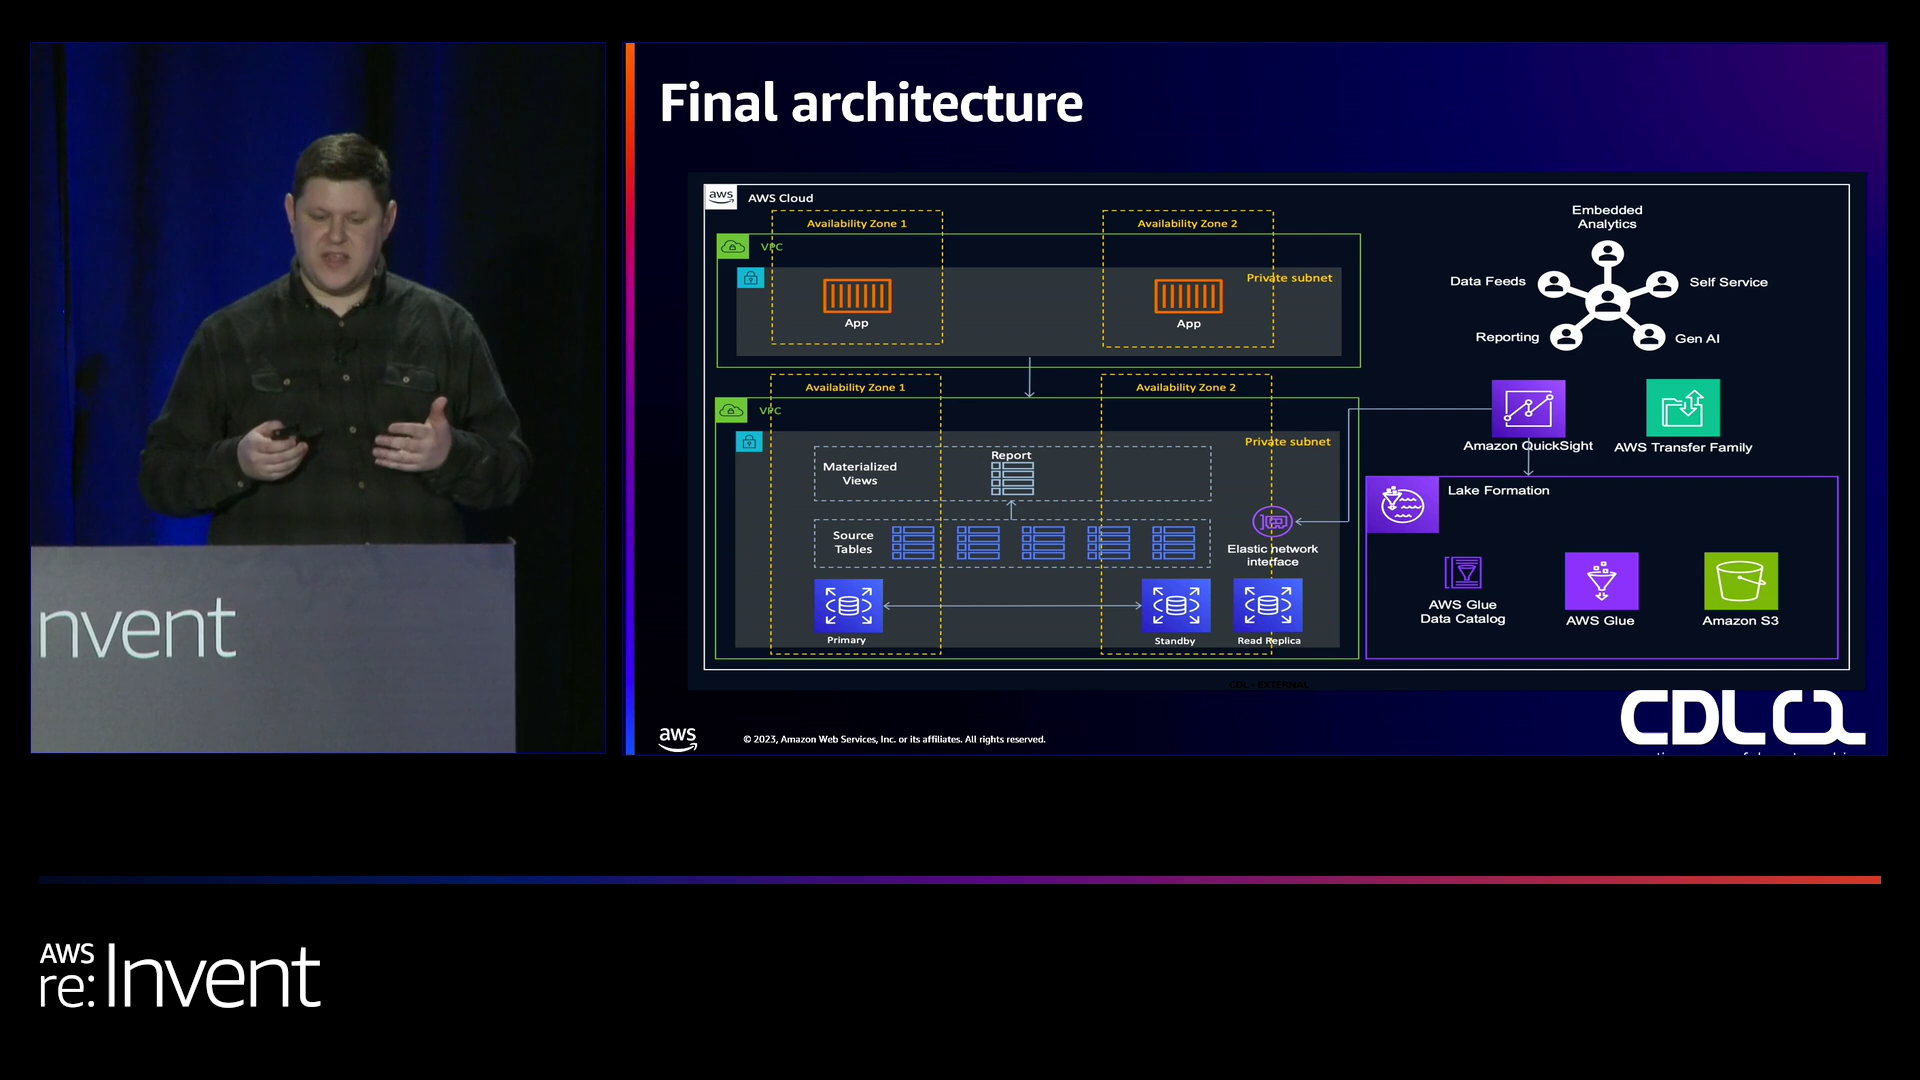 Final architecture
aws
AWS Cloud
Availability Zone 1
Availability Zone 2
VPC
Private subnet
App
App
Availability Zone 1
Availability Zone 2
VPC
Private subnet
Materialized
Views
Report
Source
Tables
Elastic network
interface
Primary
Standby
Read Replica
Embedded
Analytics
Data Feeds
Self Service
Reporting
Gen AI
Amazon QuickSight
AWS Transfer Family
Lake Formation
AWS Glue
Data Catalog
AWS Glue
Amazon S3
CDL - EXTERNAL
CDL
aws
© 2023, Amazon Web Services, Inc. or its affiliates. All rights reserved.
nvent
AWS
re:Invent